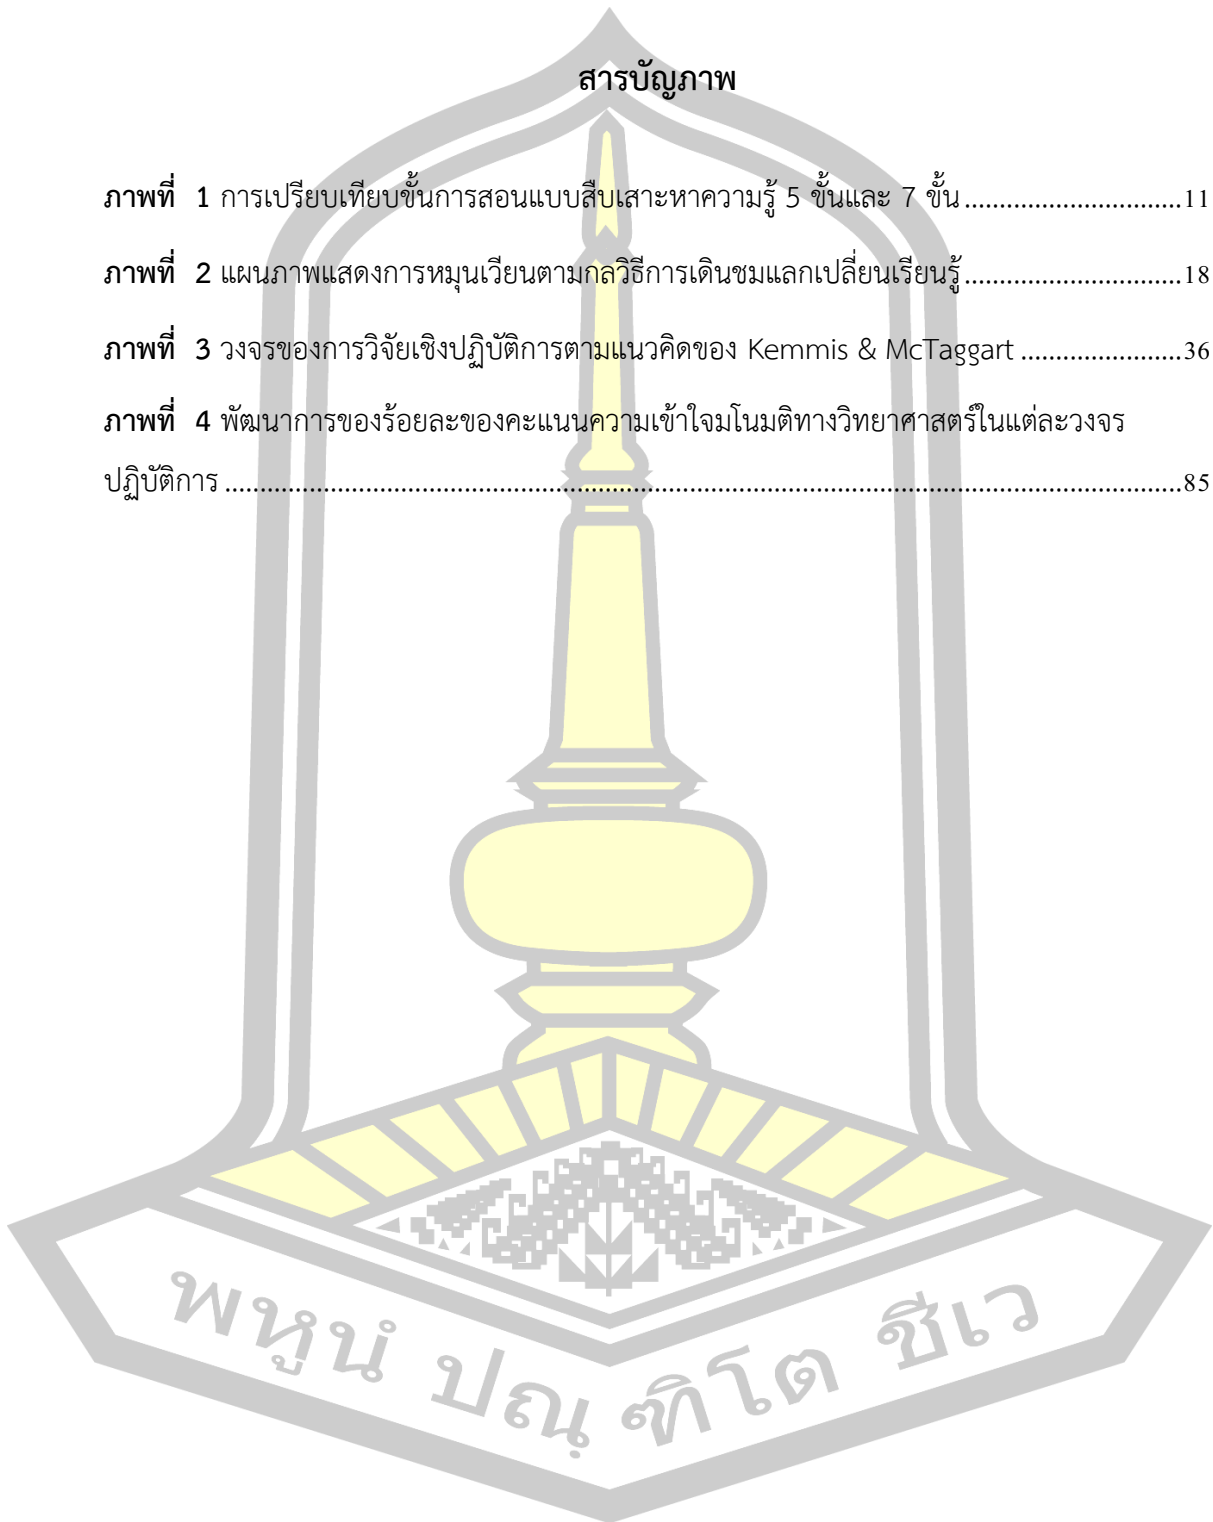 สารบัญภาพ
ภาพที่ 1 การเปรียบเทียบขั้นการสอนแบบสืบเสาะหาความรู้ 5 ขั้นและ 7 ขั้น ...............................11
ภาพที่ 2 แผนภาพแสดงการหมุนเวียนตามกลวิธีการเดินชมแลกเปลี่ยนเรียนรู้ ...............................18
ภาพที่ 3 วงจรของการวิจัยเชิงปฏิบัติการตามแนวคิดของ Kemmis & McTaggart .......................36
ภาพที่ 4 พัฒนาการของร้อยละของคะแนนความเข้าใจมโนมติทางวิทยาศาสตร์ในแต่ละวงจร
ปฏิบัติการ .........................................................................................................................................85
พหูนํ ปณฺฑิโต ชีเว